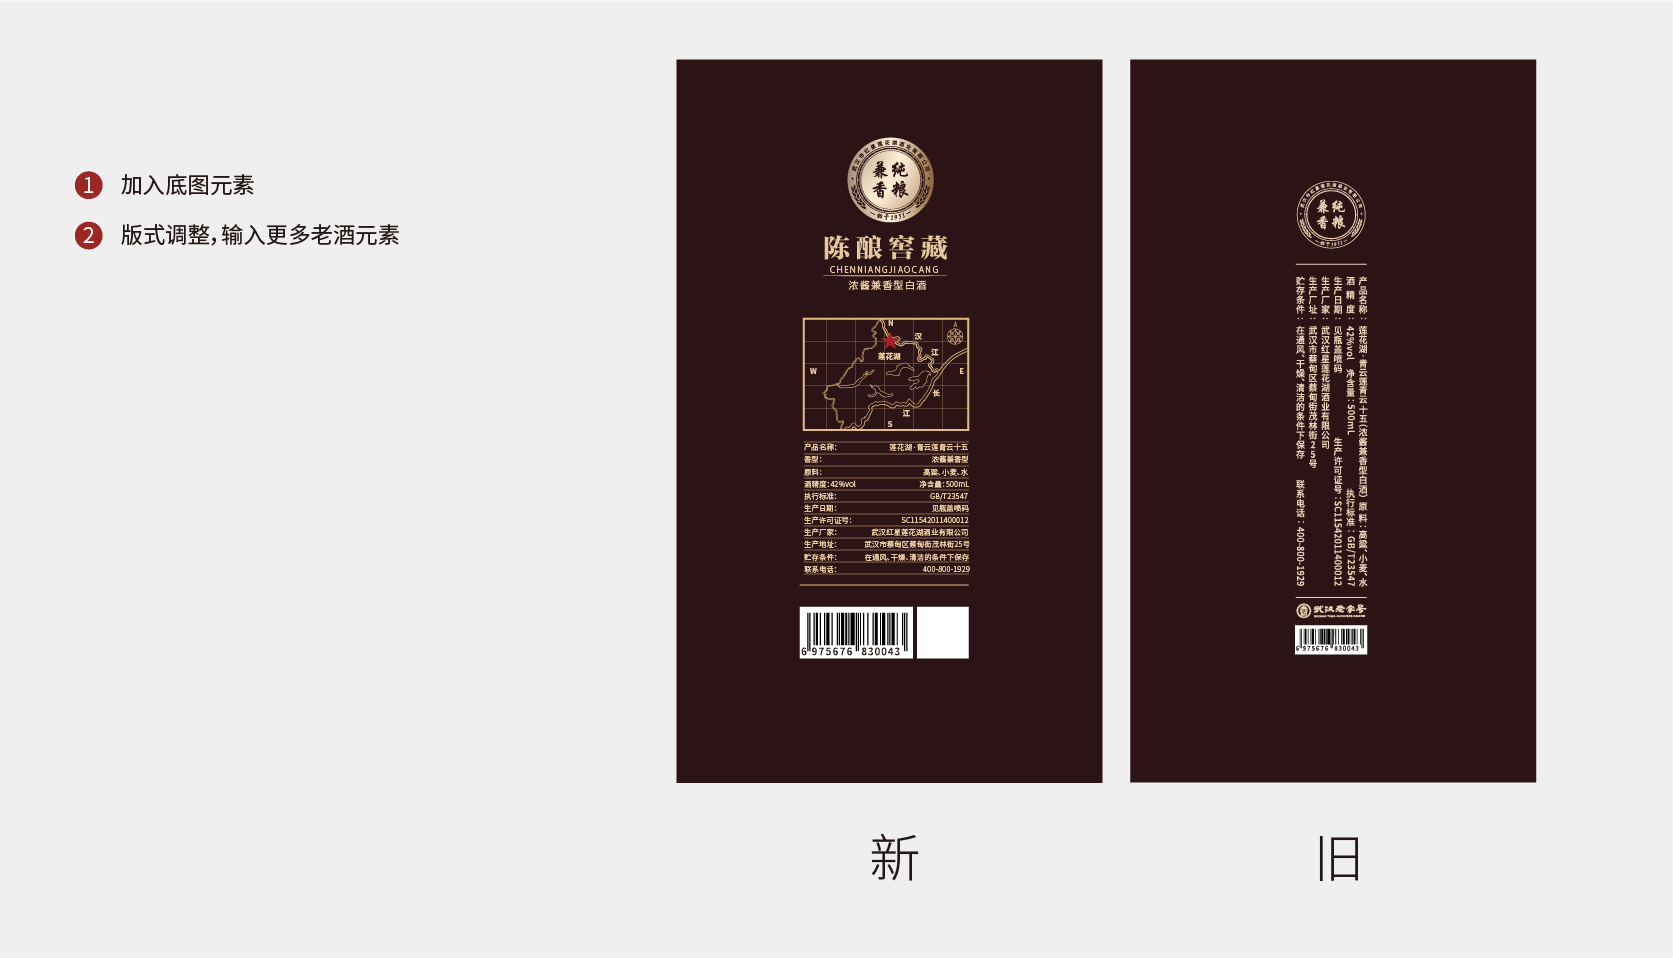 1 加入底图元素
2 版式调整,输入更多老酒元素
兼 纯
香 粮
始于1931
陈酿窖藏
CHENNIANGJIAOCANG
浓酱兼香型白酒
N
A
汉
江
莲花湖
W
E
长
江
S
产品名称: 莲花湖·青云莲青云十五
香型: 浓酱兼香型
原料: 高粱、小麦、水
酒精度:42%vol 净含量:500mL
执行标准: GB/T23547
生产日期: 见瓶盖喷码
生产许可证号: SC11542011400012
生产厂家: 武汉红星莲花湖酒业有限公司
生产地址: 武汉市蔡甸区蔡甸街茂林街25号
贮存条件: 在通风、干燥、清洁的条件下保存
联系电话: 400-800-1929
6 975676 830043
新
兼 纯
香 粮
始于1931
产品名称:莲花湖·青云莲青云十五(浓酱兼香型白酒) 原料:高粱、小麦、水
酒精度:42%vol 净含量:500mL 执行标准:GB/T23547
生产日期:见瓶盖喷码 生产许可证号:SC11542011400012
生产厂家:武汉红星莲花湖酒业有限公司
生产厂址:武汉市蔡甸区蔡甸街茂林街25号
贮存条件:在通风、干燥、清洁的条件下保存 联系电话:400-800-1929
武汉老字号
6 975676 830043
旧